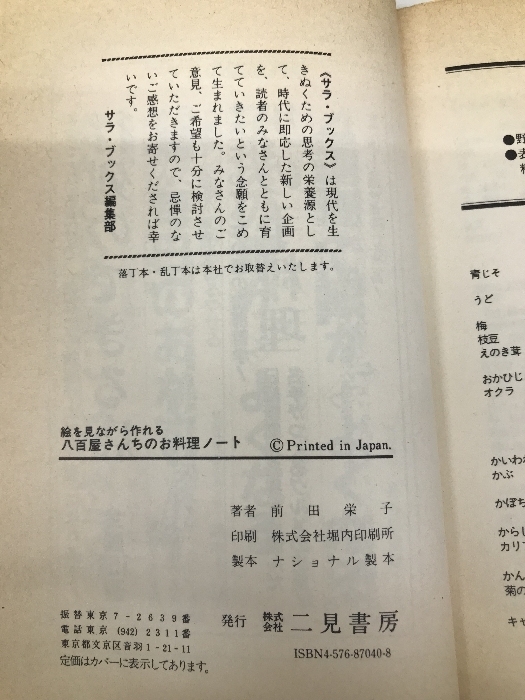 《サラ・ブックス》は現代を生
きぬくための思考の栄養源とし
て、時代に即応した新しい企画
を、読者のみなさんとともに育
てていきたいという念願をこめ
て生まれました。みなさんのご
意見、ご希望も十分に検討させ
ていただきますので、忌憚のな
いご感想をお寄せくだされば幸
いです。
サラ・ブックス編集部
落丁本・乱丁本は本社でお取替えいたします。
絵を見ながら作れる
八百屋さんちのお料理ノート ©Printed in Japan.
著者 前田栄子
印刷 株式会社堀内印刷所
製本 ナショナル製本
発行 株式会社 二見書房
ISBN4-576-87040-8
振替東京7-2639番
電話東京(942)2311番
東京都文京区音羽1-21-11
定価はカバーに表示してあります。
●野
●表
青じそ
うど
梅
枝豆
えのき茸
おかひじ
オクラ
かいわれ
かぶ
かぼち
からし
カリフ
かん
菊の
キャ